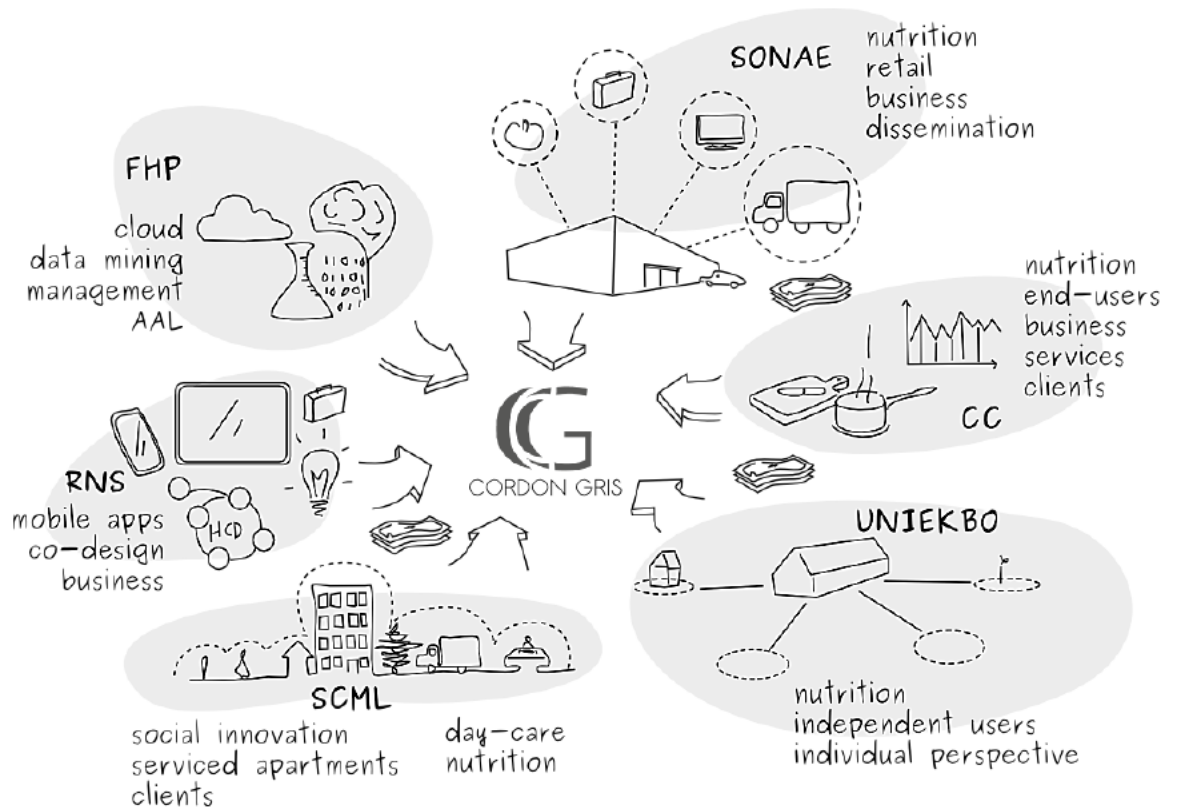 SONAE
nutrition
retail
business
dissemination
FHP
cloud
data mining
management
AAL
nutrition
end-users
business
services
clients
CC
CG
CORDON GRIS
RNS
HCD
mobile apps
co-design
business
UNIEKBO
nutrition
independent users
individual perspective
SCML
social innovation
serviced apartments
clients
day-care
nutrition